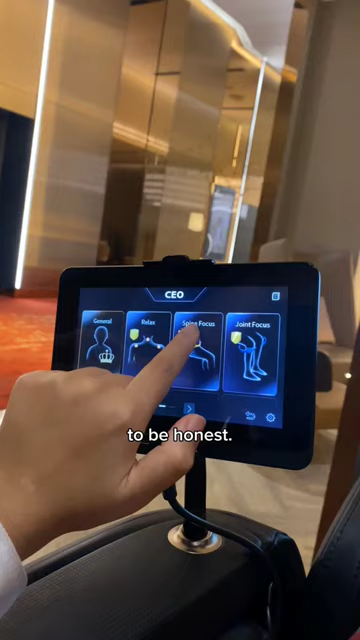 CEO
General
Relax
Spine Focus
Joint Focus
to be honest.